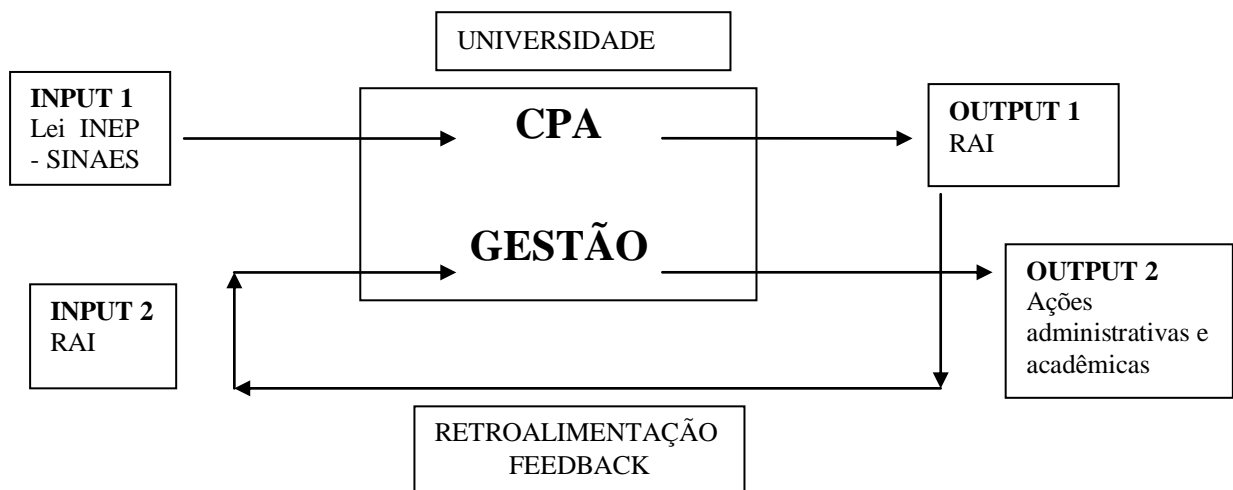 UNIVERSIDADE
INPUT 1
Lei INEP
- SINAES
CPA
OUTPUT 1
RAI
GESTÃO
INPUT 2
RAI
OUTPUT 2
Ações
administrativas e
acadêmicas
RETROALIMENTAÇÃO
FEEDBACK